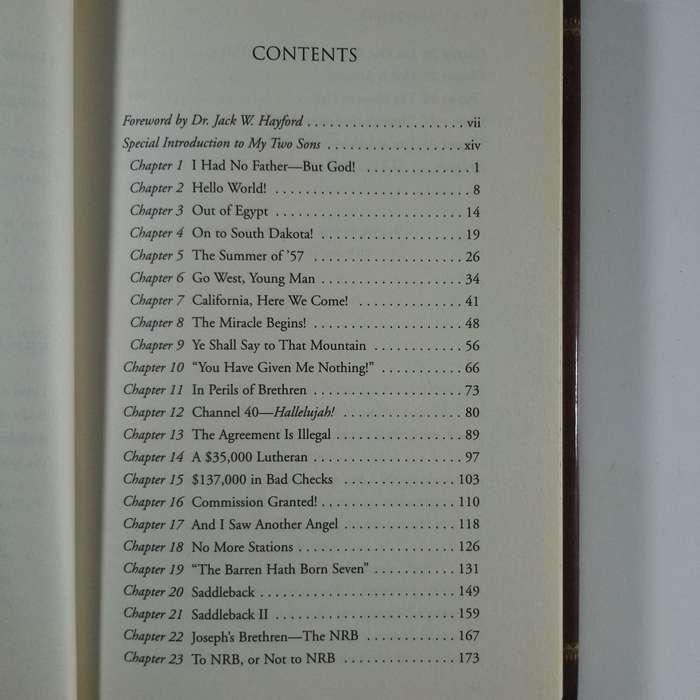 CONTENTS
Foreword by Dr. Jack W. Hayford . . . . . . . . . . . . . . . . . . . . . . vii
Special Introduction to My Two Sons . . . . . . . . . . . . . . . . . . . xiv
Chapter 1 I Had No Father—But God! . . . . . . . . . . . . . . 1
Chapter 2 Hello World! . . . . . . . . . . . . . . . . . . . . . . . . . . 8
Chapter 3 Out of Egypt . . . . . . . . . . . . . . . . . . . . . . . . . 14
Chapter 4 On to South Dakota! . . . . . . . . . . . . . . . . . . . 19
Chapter 5 The Summer of ’57 . . . . . . . . . . . . . . . . . . . . 26
Chapter 6 Go West, Young Man . . . . . . . . . . . . . . . . . . . 34
Chapter 7 California, Here We Come! . . . . . . . . . . . . . . 41
Chapter 8 The Miracle Begins! . . . . . . . . . . . . . . . . . . . . 48
Chapter 9 Ye Shall Say to That Mountain . . . . . . . . . . . . 56
Chapter 10 “You Have Given Me Nothing!” . . . . . . . . . . . 66
Chapter 11 In Perils of Brethren . . . . . . . . . . . . . . . . . . . . 73
Chapter 12 Channel 40—Hallelujah! . . . . . . . . . . . . . . . . 80
Chapter 13 The Agreement Is Illegal . . . . . . . . . . . . . . . . . 89
Chapter 14 A $35,000 Lutheran . . . . . . . . . . . . . . . . . . . . 97
Chapter 15 $137,000 in Bad Checks . . . . . . . . . . . . . . . 103
Chapter 16 Commission Granted! . . . . . . . . . . . . . . . . . . 110
Chapter 17 And I Saw Another Angel . . . . . . . . . . . . . . . 118
Chapter 18 No More Stations . . . . . . . . . . . . . . . . . . . . . 126
Chapter 19 “The Barren Hath Born Seven” . . . . . . . . . . . 131
Chapter 20 Saddleback . . . . . . . . . . . . . . . . . . . . . . . . . . 149
Chapter 21 Saddleback II . . . . . . . . . . . . . . . . . . . . . . . . 159
Chapter 22 Joseph’s Brethren—The NRB . . . . . . . . . . . . 167
Chapter 23 To NRB, or Not to NRB . . . . . . . . . . . . . . . 173